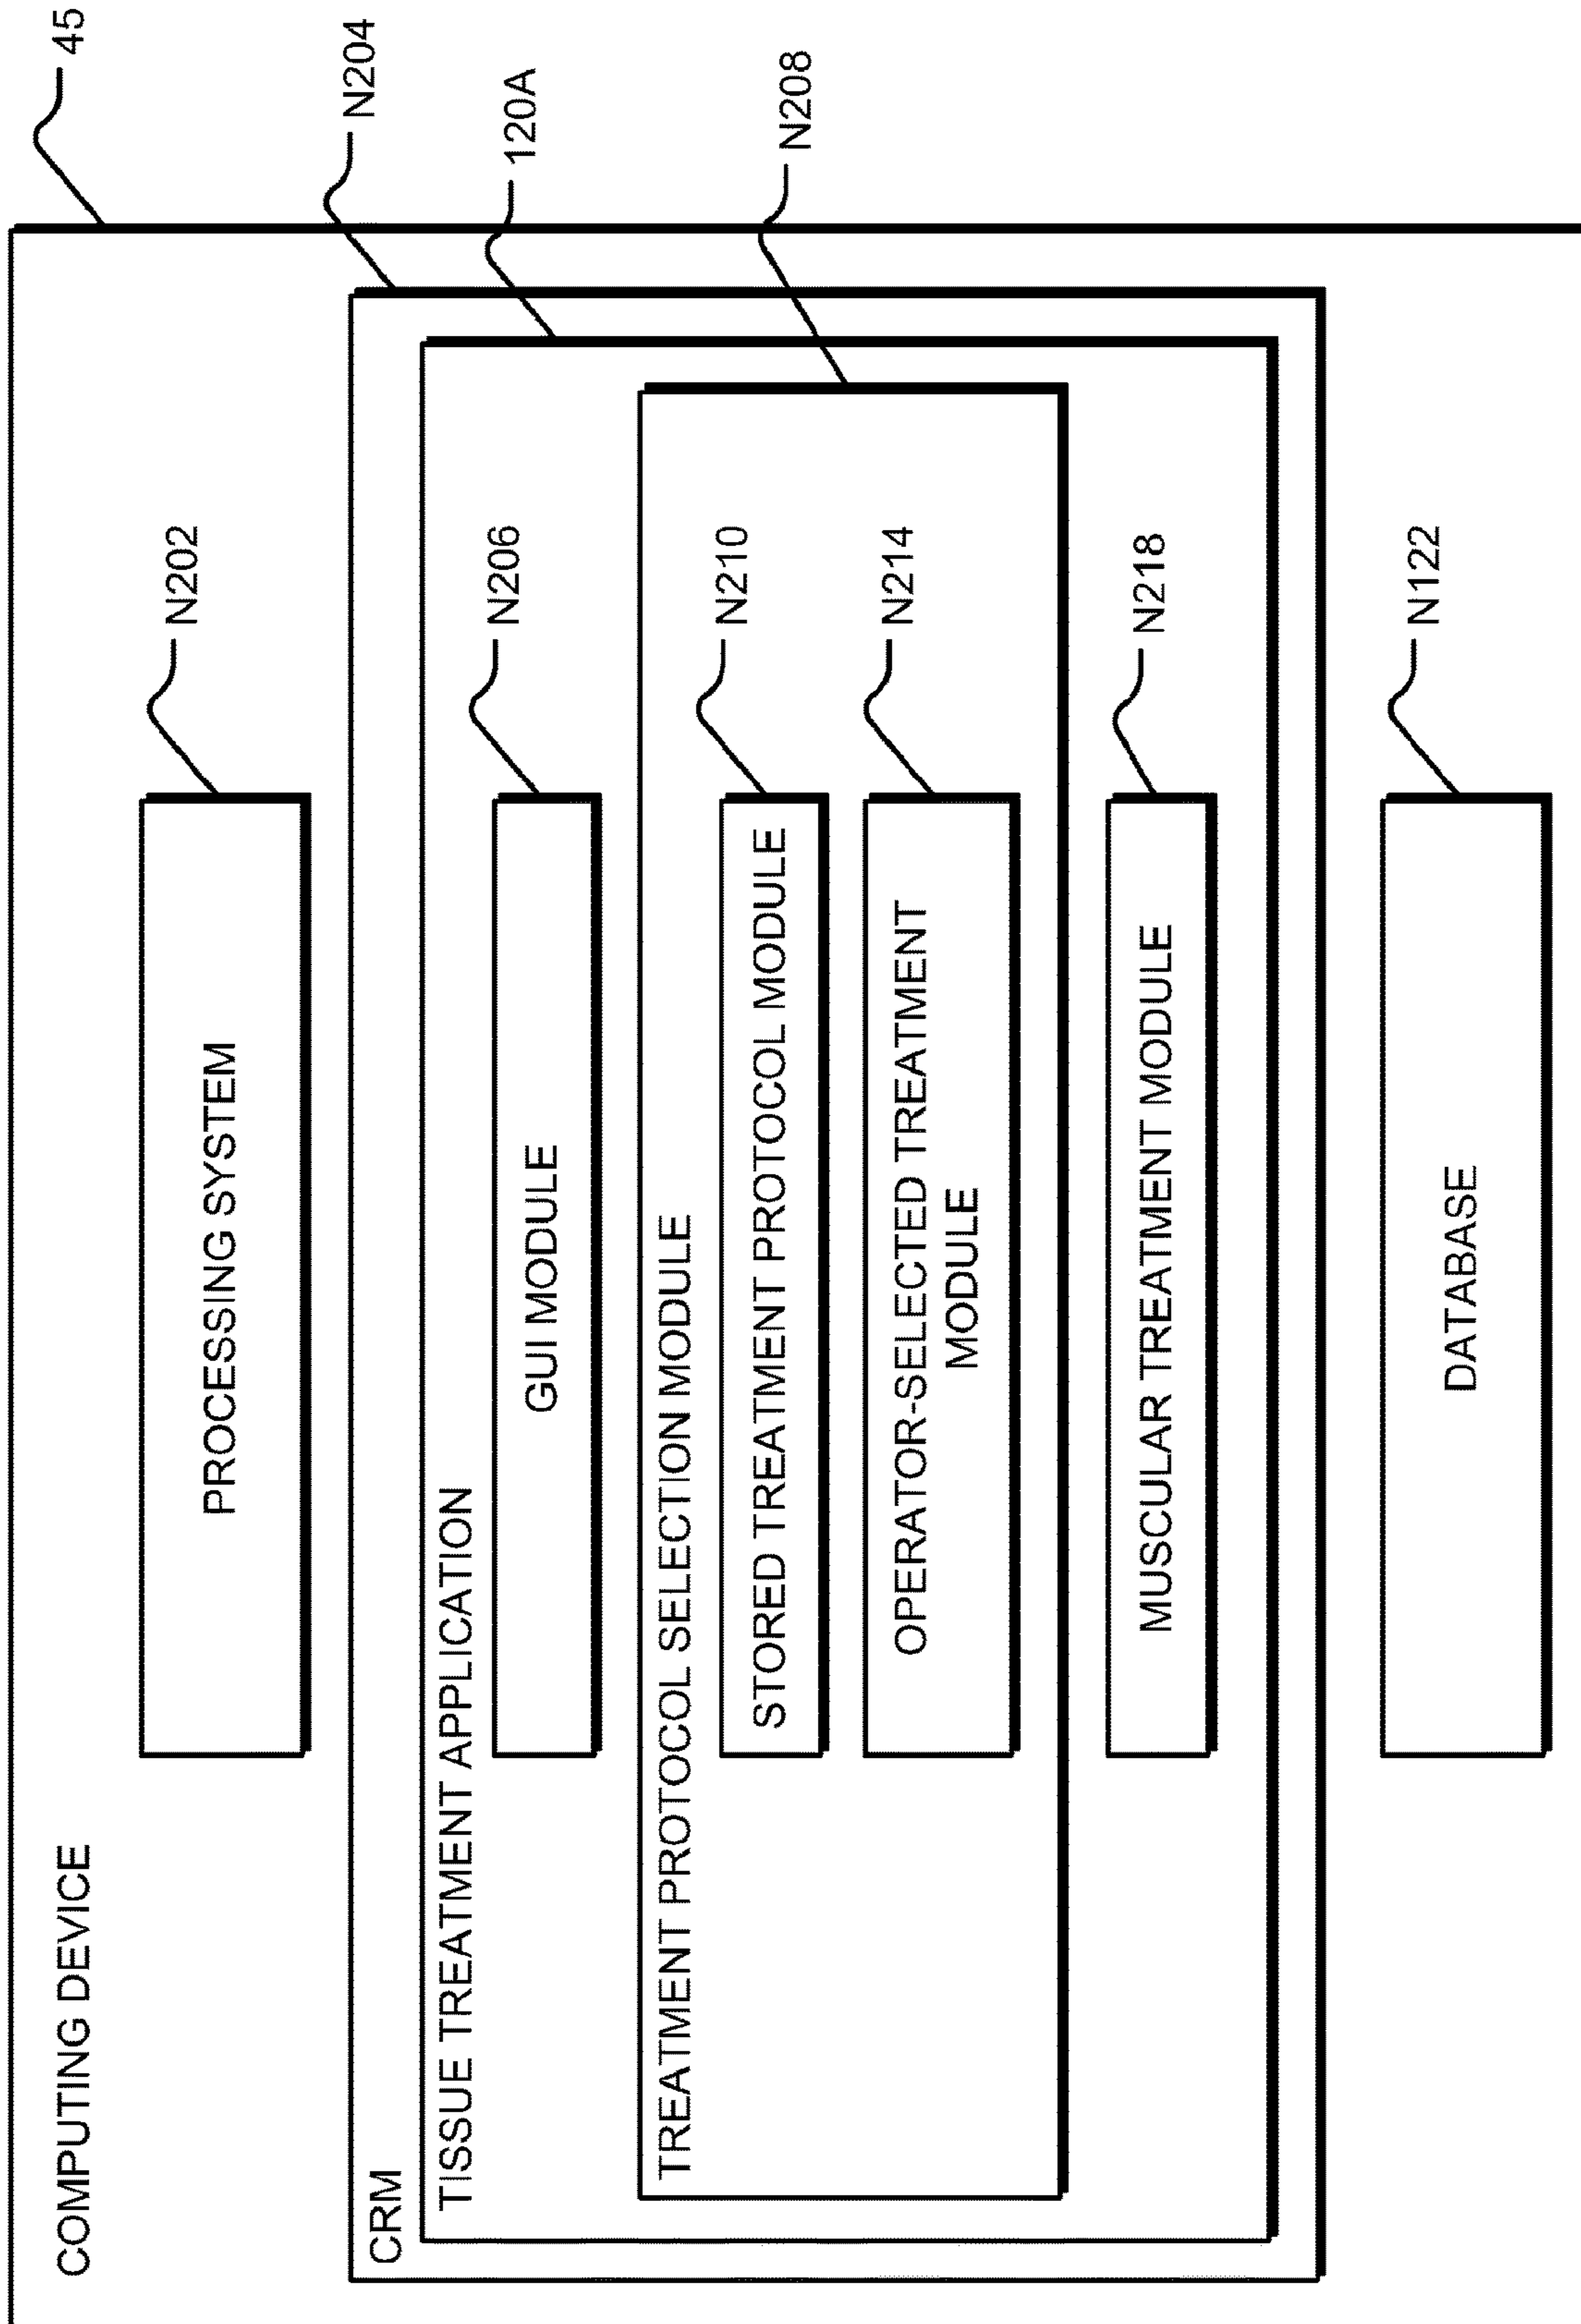 COMPUTING DEVICE
45
PROCESSING SYSTEM
N202
CRM
N204
TISSUE TREATMENT APPLICATION
120A
GUI MODULE
N206
TREATMENT PROTOCOL SELECTION MODULE
N208
STORED TREATMENT PROTOCOL MODULE
N210
OPERATOR-SELECTED TREATMENT
MODULE
N214
MUSCULAR TREATMENT MODULE
N218
DATABASE
N122